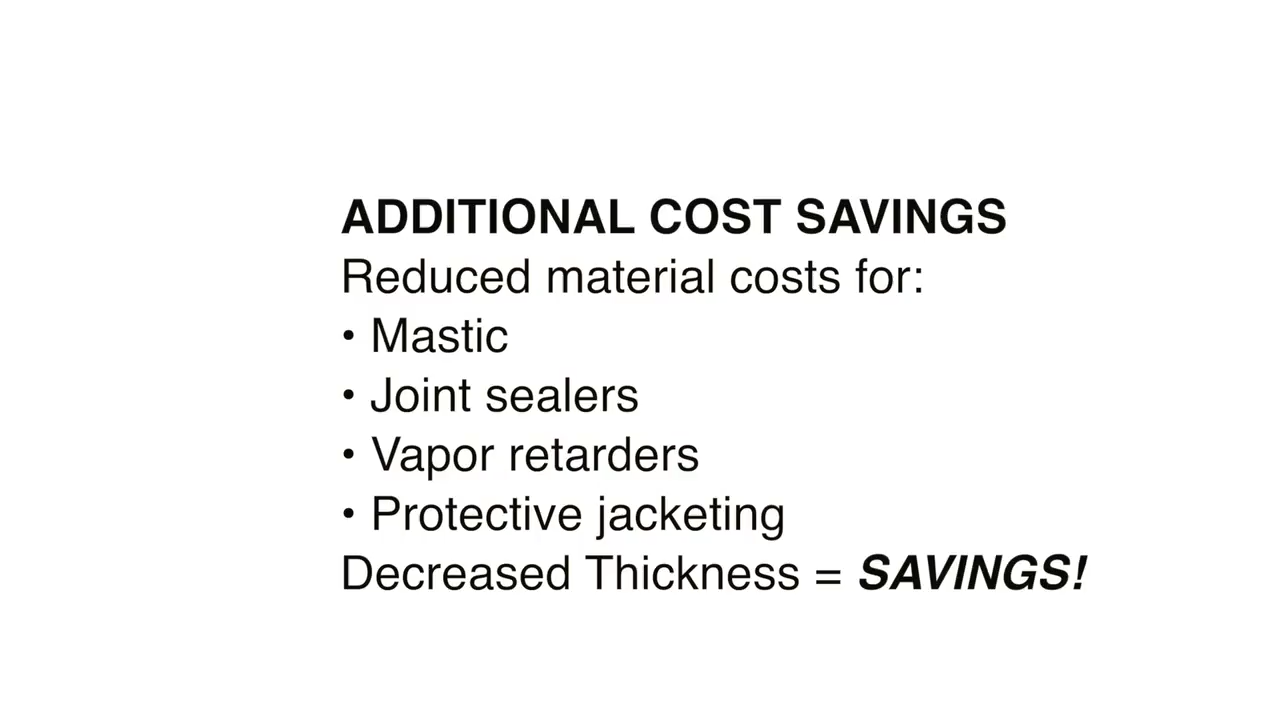 ADDITIONAL COST SAVINGS
Reduced material costs for:
• Mastic
• Joint sealers
• Vapor retarders
• Protective jacketing
Decreased Thickness = SAVINGS!